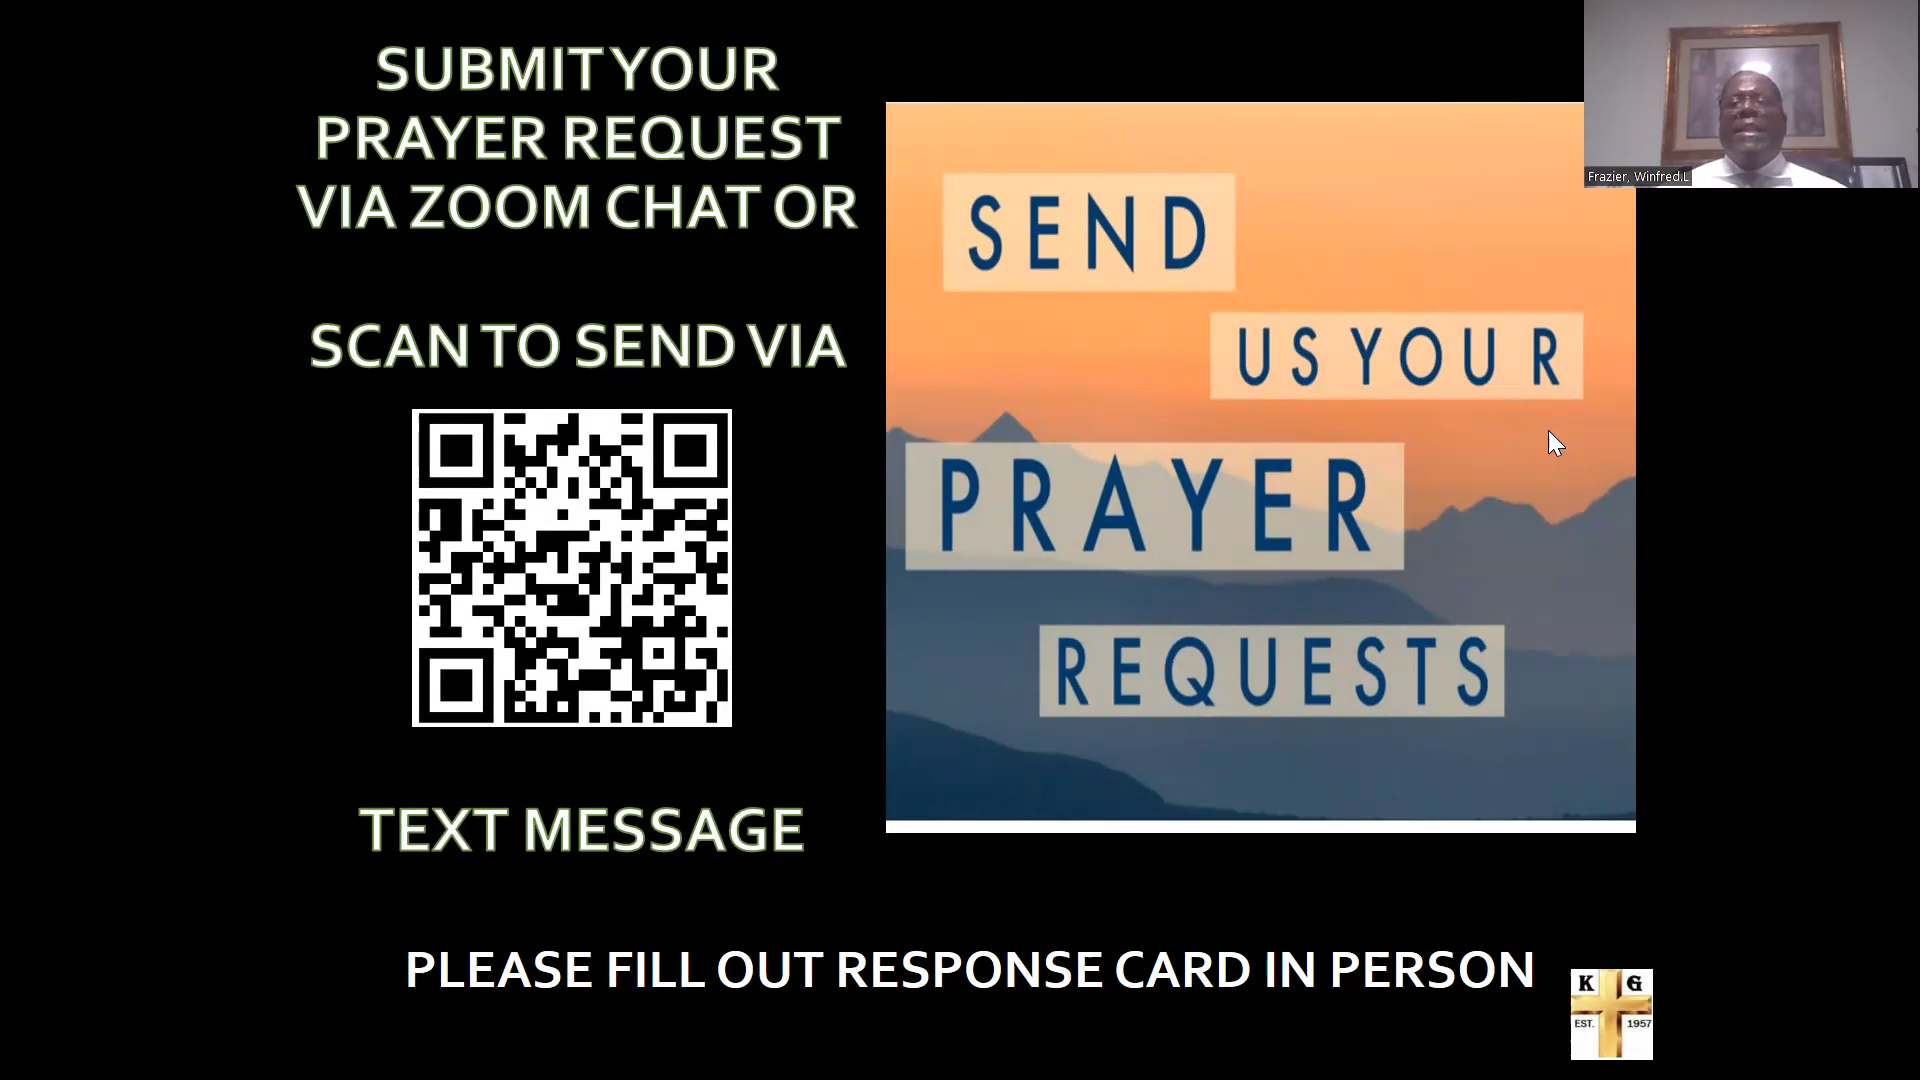 SUBMIT YOUR
PRAYER REQUEST
VIA ZOOM CHAT OR
SCAN TO SEND VIA
TEXT MESSAGE
SEND
US YOUR
PRAYER
REQUESTS
Frazier, Winfred.L
PLEASE FILL OUT RESPONSE CARD IN PERSON
K G
EST. 1957